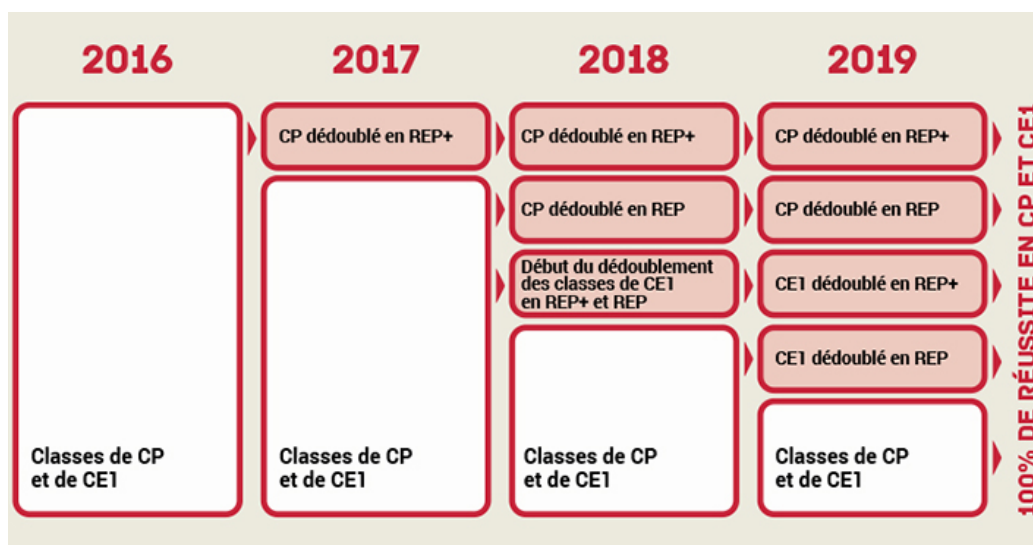 2016
2017
2018
2019
CP dédoublé en REP+
CP dédoublé en REP+
CP dédoublé en REP+
CP dédoublé en REP
CP dédoublé en REP
Début du dédoublement
des classes de CE1
en REP+ et REP
CE1 dédoublé en REP+
CE1 dédoublé en REP
Classes de CP
et de CE1
Classes de CP
et de CE1
Classes de CP
et de CE1
Classes de CP
et de CE1
100% DE RÉUSSITE EN CP ET CE1